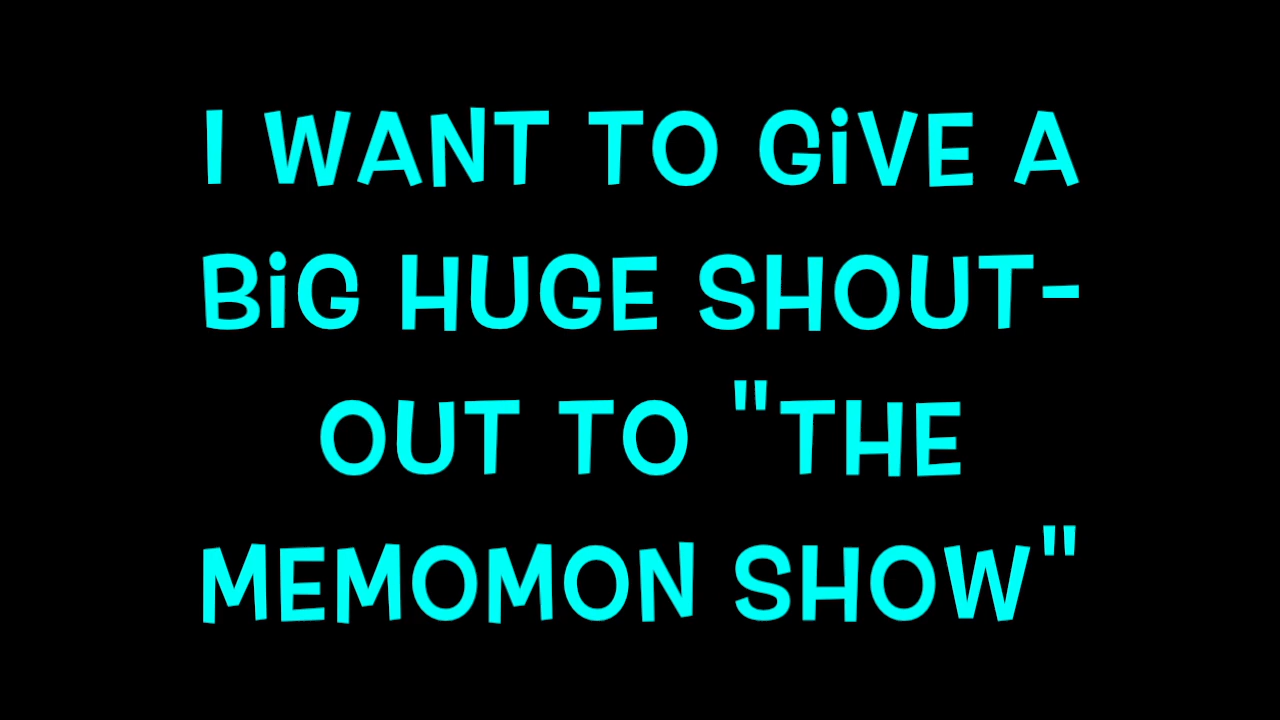 I WANT TO GiVE A
BiG HUGE SHOUT-
OUT TO "THE
MEMOMON SHOW"